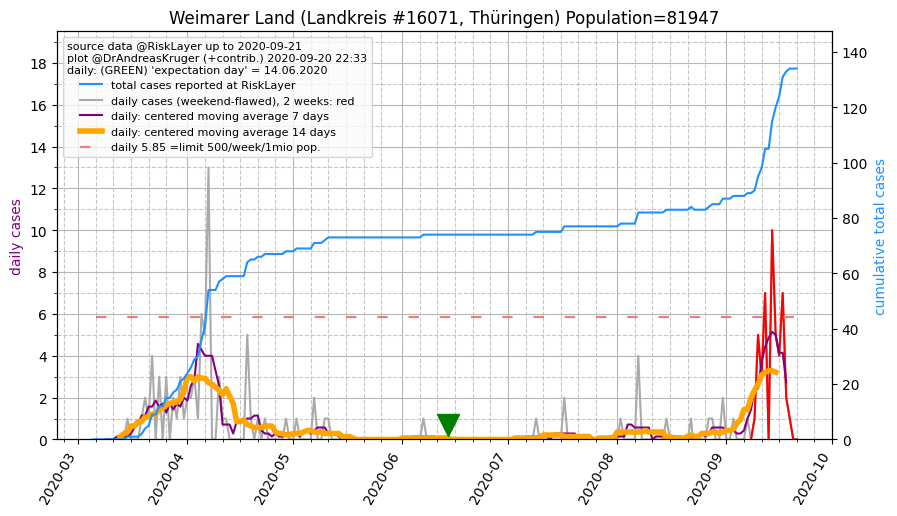 Weimarer Land (Landkreis #16071, Thüringen) Population=81947
source data @RiskLayer up to 2020-09-21
plot @DrAndreasKruger (+contrib.) 2020-09-20 22:33
daily: (GREEN) 'expectation day' = 14.06.2020
total cases reported at RiskLayer
daily cases (weekend-flawed), 2 weeks: red
daily: centered moving average 7 days
daily: centered moving average 14 days
daily 5.85 =limit 500/week/1mio pop.
daily cases
18
16
14
12
10
8
6
4
2
0
140
120
100
80
60
40
20
0
cumulative total cases
2020-03
2020-04
2020-05
2020-06
2020-07
2020-08
2020-09
2020-10